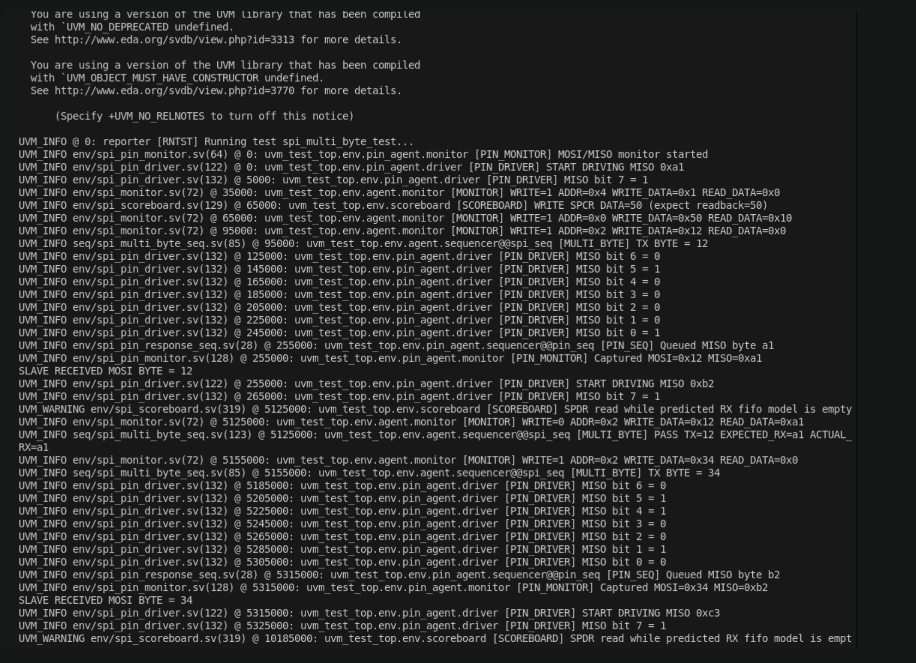 You are using a version of the UVM library that has been compiled
with `UVM_NO_DEPRECATED undefined.
See http://www.eda.org/svdb/view.php?id=3313 for more details.
You are using a version of the UVM library that has been compiled
with `UVM_OBJECT_MUST_HAVE_CONSTRUCTOR undefined.
See http://www.eda.org/svdb/view.php?id=3770 for more details.
(Specify +UVM_NO_RELNOTES to turn off this notice)
UVM_INFO @ 0: reporter [RNTST] Running test spi_multi_byte_test...
UVM_INFO env/spi_pin_monitor.sv(64) @ 0: uvm_test_top.env.pin_agent.monitor [PIN_MONITOR] MOSI/MISO monitor started
UVM_INFO env/spi_pin_driver.sv(122) @ 0: uvm_test_top.env.pin_agent.driver [PIN_DRIVER] START DRIVING MISO 0xa1
UVM_INFO env/spi_pin_driver.sv(132) @ 5000: uvm_test_top.env.pin_agent.driver [PIN_DRIVER] MISO bit 7 = 1
UVM_INFO env/spi_monitor.sv(72) @ 35000: uvm_test_top.env.agent.monitor [MONITOR] WRITE=1 ADDR=0x4 WRITE_DATA=0x1 READ_DATA=0x0
UVM_INFO env/spi_scoreboard.sv(129) @ 65000: uvm_test_top.env.scoreboard [SCOREBOARD] WRITE SPCR DATA=50 (expect readback=50)
UVM_INFO env/spi_monitor.sv(72) @ 65000: uvm_test_top.env.agent.monitor [MONITOR] WRITE=1 ADDR=0x0 WRITE_DATA=0x50 READ_DATA=0x10
UVM_INFO env/spi_monitor.sv(72) @ 95000: uvm_test_top.env.agent.monitor [MONITOR] WRITE=1 ADDR=0x2 WRITE_DATA=0x12 READ_DATA=0x0
UVM_INFO seq/spi_multi_byte_seq.sv(85) @ 95000: uvm_test_top.env.agent.sequencer@@spi_seq [MULTI_BYTE] TX BYTE = 12
UVM_INFO env/spi_pin_driver.sv(132) @ 125000: uvm_test_top.env.pin_agent.driver [PIN_DRIVER] MISO bit 6 = 0
UVM_INFO env/spi_pin_driver.sv(132) @ 145000: uvm_test_top.env.pin_agent.driver [PIN_DRIVER] MISO bit 5 = 1
UVM_INFO env/spi_pin_driver.sv(132) @ 165000: uvm_test_top.env.pin_agent.driver [PIN_DRIVER] MISO bit 4 = 0
UVM_INFO env/spi_pin_driver.sv(132) @ 185000: uvm_test_top.env.pin_agent.driver [PIN_DRIVER] MISO bit 3 = 0
UVM_INFO env/spi_pin_driver.sv(132) @ 205000: uvm_test_top.env.pin_agent.driver [PIN_DRIVER] MISO bit 2 = 0
UVM_INFO env/spi_pin_driver.sv(132) @ 225000: uvm_test_top.env.pin_agent.driver [PIN_DRIVER] MISO bit 1 = 0
UVM_INFO env/spi_pin_driver.sv(132) @ 245000: uvm_test_top.env.pin_agent.driver [PIN_DRIVER] MISO bit 0 = 1
UVM_INFO env/spi_pin_response_seq.sv(28) @ 255000: uvm_test_top.env.pin_agent.sequencer@@pin_seq [PIN_SEQ] Queued MISO byte a1
UVM_INFO env/spi_pin_monitor.sv(128) @ 255000: uvm_test_top.env.pin_agent.monitor [PIN_MONITOR] Captured MOSI=0x12 MISO=0xa1
SLAVE RECEIVED MOSI BYTE = 12
UVM_INFO env/spi_pin_driver.sv(122) @ 255000: uvm_test_top.env.pin_agent.driver [PIN_DRIVER] START DRIVING MISO 0xb2
UVM_INFO env/spi_pin_driver.sv(132) @ 265000: uvm_test_top.env.pin_agent.driver [PIN_DRIVER] MISO bit 7 = 1
UVM_WARNING env/spi_scoreboard.sv(319) @ 5125000: uvm_test_top.env.scoreboard [SCOREBOARD] SPDR read while predicted RX fifo model is empty
UVM_INFO env/spi_monitor.sv(72) @ 5125000: uvm_test_top.env.agent.monitor [MONITOR] WRITE=0 ADDR=0x2 WRITE_DATA=0x12 READ_DATA=0xa1
UVM_INFO seq/spi_multi_byte_seq.sv(123) @ 5125000: uvm_test_top.env.agent.sequencer@@spi_seq [MULTI_BYTE] PASS TX=12 EXPECTED_RX=a1 ACTUAL_
RX=a1
UVM_INFO env/spi_monitor.sv(72) @ 5155000: uvm_test_top.env.agent.monitor [MONITOR] WRITE=1 ADDR=0x2 WRITE_DATA=0x34 READ_DATA=0x0
UVM_INFO seq/spi_multi_byte_seq.sv(85) @ 5155000: uvm_test_top.env.agent.sequencer@@spi_seq [MULTI_BYTE] TX BYTE = 34
UVM_INFO env/spi_pin_driver.sv(132) @ 5185000: uvm_test_top.env.pin_agent.driver [PIN_DRIVER] MISO bit 6 = 0
UVM_INFO env/spi_pin_driver.sv(132) @ 5205000: uvm_test_top.env.pin_agent.driver [PIN_DRIVER] MISO bit 5 = 1
UVM_INFO env/spi_pin_driver.sv(132) @ 5225000: uvm_test_top.env.pin_agent.driver [PIN_DRIVER] MISO bit 4 = 1
UVM_INFO env/spi_pin_driver.sv(132) @ 5245000: uvm_test_top.env.pin_agent.driver [PIN_DRIVER] MISO bit 3 = 0
UVM_INFO env/spi_pin_driver.sv(132) @ 5265000: uvm_test_top.env.pin_agent.driver [PIN_DRIVER] MISO bit 2 = 0
UVM_INFO env/spi_pin_driver.sv(132) @ 5285000: uvm_test_top.env.pin_agent.driver [PIN_DRIVER] MISO bit 1 = 1
UVM_INFO env/spi_pin_driver.sv(132) @ 5305000: uvm_test_top.env.pin_agent.driver [PIN_DRIVER] MISO bit 0 = 0
UVM_INFO env/spi_pin_response_seq.sv(28) @ 5315000: uvm_test_top.env.pin_agent.sequencer@@pin_seq [PIN_SEQ] Queued MISO byte b2
UVM_INFO env/spi_pin_monitor.sv(128) @ 5315000: uvm_test_top.env.pin_agent.monitor [PIN_MONITOR] Captured MOSI=0x34 MISO=0xb2
SLAVE RECEIVED MOSI BYTE = 34
UVM_INFO env/spi_pin_driver.sv(122) @ 5315000: uvm_test_top.env.pin_agent.driver [PIN_DRIVER] START DRIVING MISO 0xc3
UVM_INFO env/spi_pin_driver.sv(132) @ 5325000: uvm_test_top.env.pin_agent.driver [PIN_DRIVER] MISO bit 7 = 1
UVM_WARNING env/spi_scoreboard.sv(319) @ 10185000: uvm_test_top.env.scoreboard [SCOREBOARD] SPDR read while predicted RX fifo model is empt